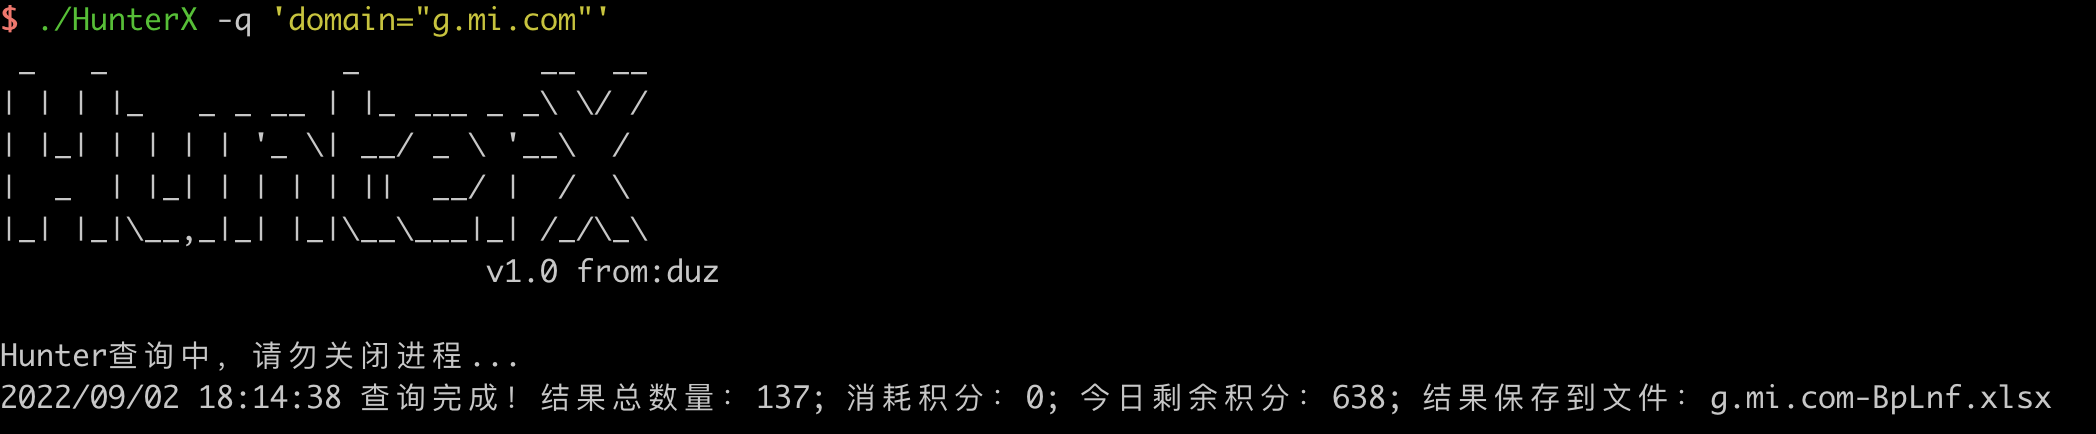 $ ./HunterX -q 'domain="g.mi.com"'
 _   _             _          __  __
| | | |_   _ _ __ | |_ ___ _ _\ \/ /
| |_| | | | | '_ \| __/ _ \ '__\  /
|  _  | |_| | | | | ||  __/ |  /  \
|_| |_|\__,_|_| |_|\__\___|_| /_/\_\
                           v1.0 from:duz
Hunter查询中, 请勿关闭进程...
2022/09/02 18:14:38 查询完成! 结果总数量: 137; 消耗积分: 0; 今日剩余积分: 638; 结果保存到文件: g.mi.com-BpLnf.xlsx